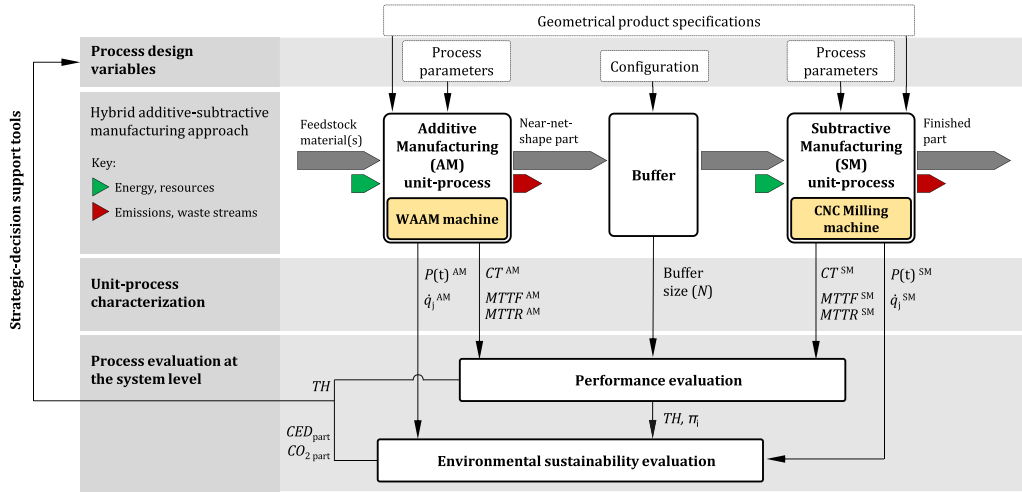 Geometrical product specifications
Process design
variables
Process
parameters
Configuration
Process
parameters
Strategic-decision support tools
Hybrid additive-subtractive
manufacturing approach
Key:
Energy, resources
Emissions, waste streams
Feedstock
material(s)
Additive
Manufacturing
(AM)
unit-process
WAAM machine
Near-net-
shape part
Buffer
Subtractive
Manufacturing
(SM)
unit-process
CNC Milling
machine
Finished
part
Unit-process
characterization
P(t) AM
q̇j AM
CT AM
MTTF AM
MTTR AM
Buffer
size (N)
CT SM
MTTF SM
MTTR SM
P(t) SM
q̇j SM
Process evaluation at
the system level
Performance evaluation
TH
TH, πi
CEDpart
CO2 part
Environmental sustainability evaluation